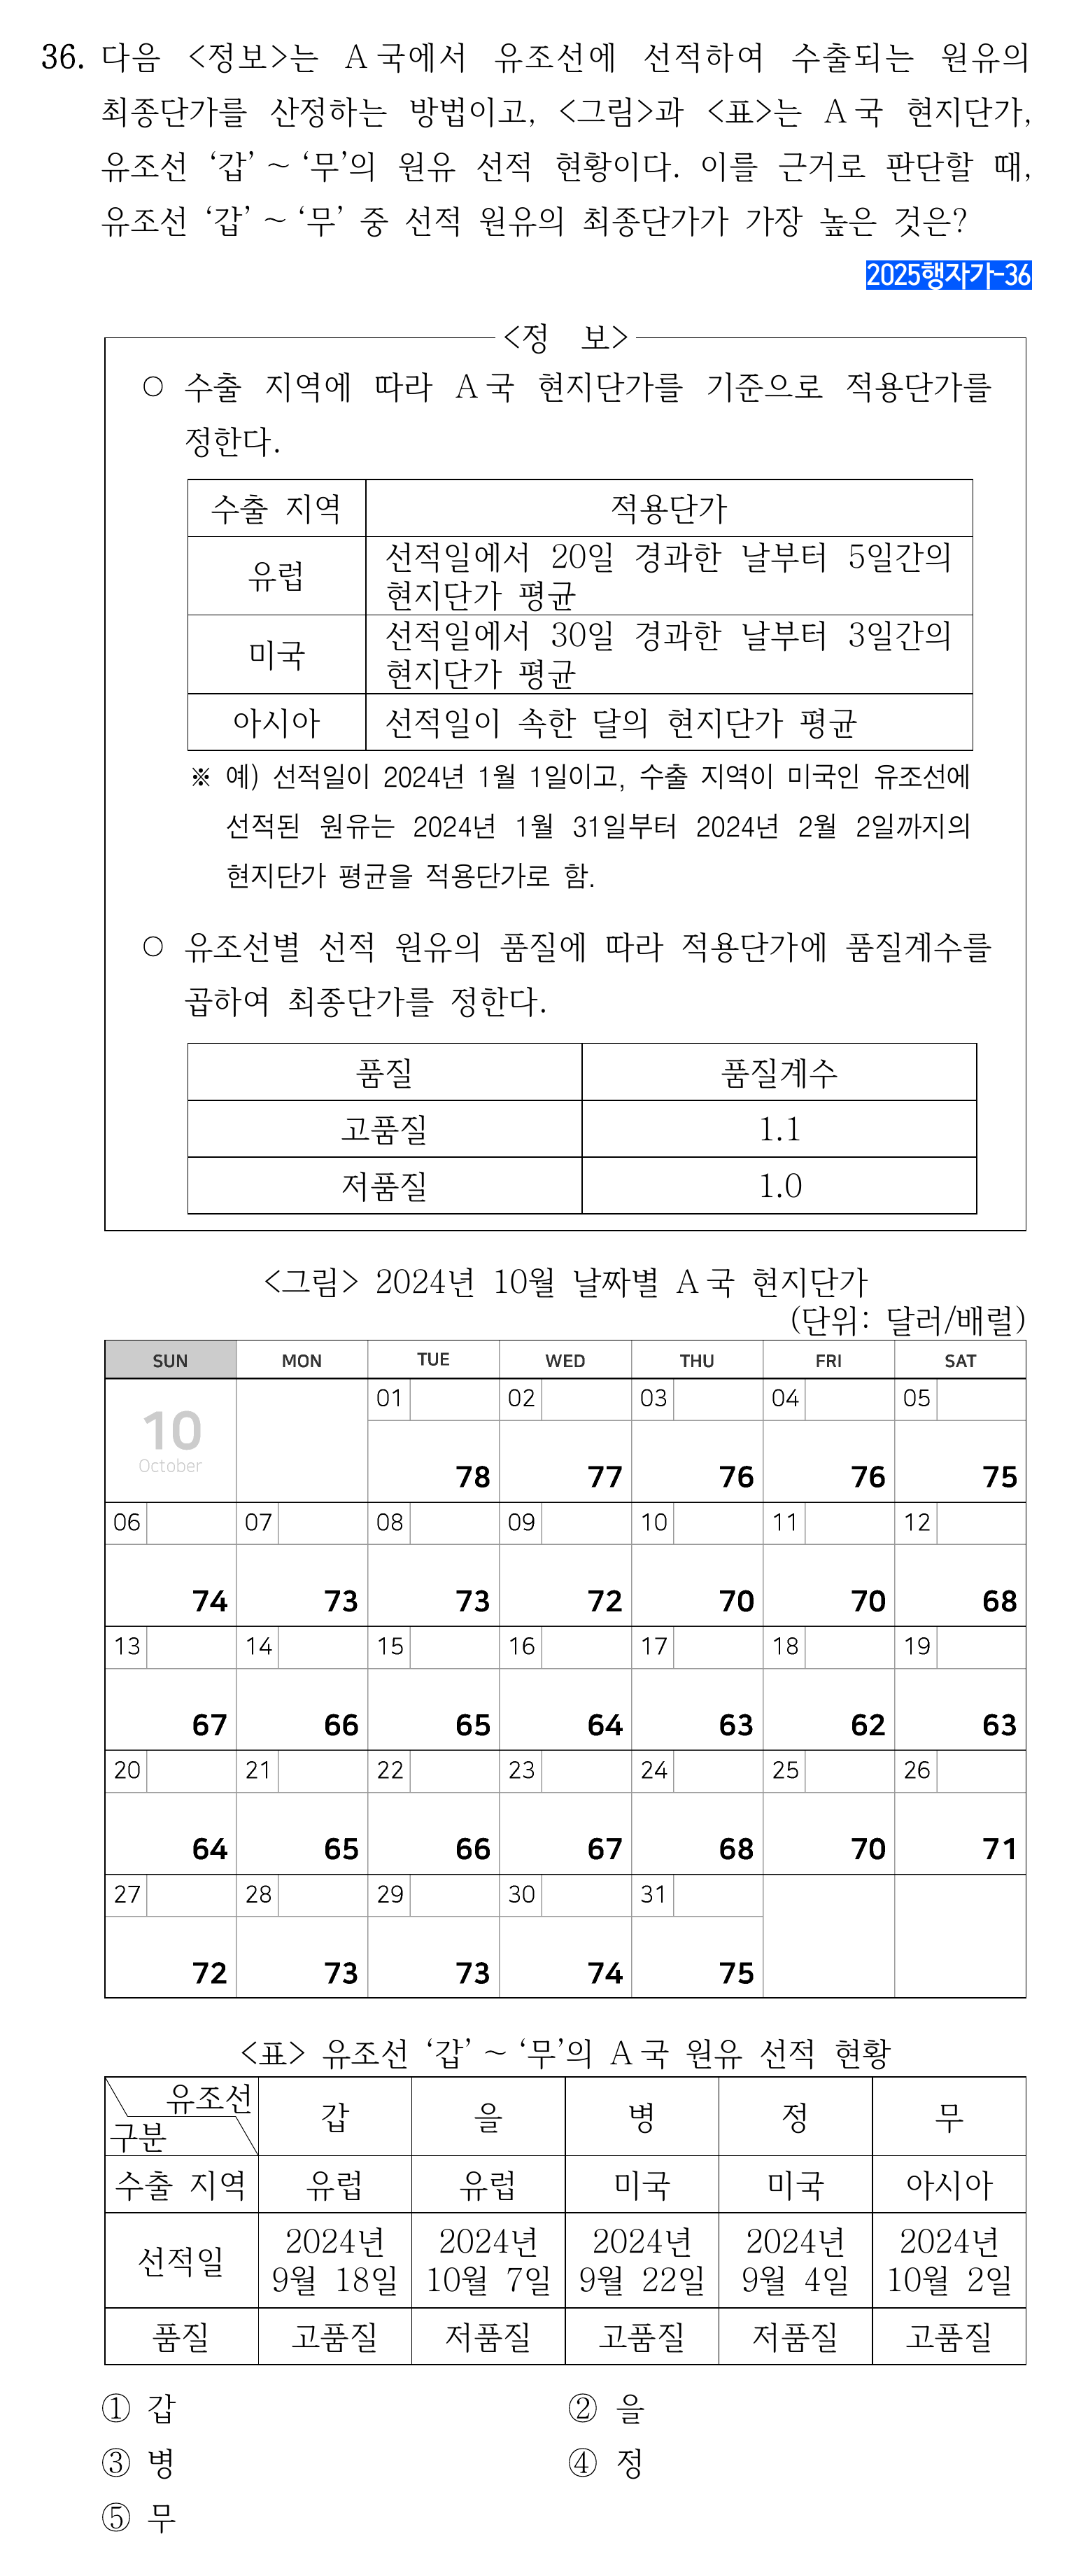 36. 다음 <정보>는 A국에서 유조선에 선적하여 수출되는 원유의
최종단가를 산정하는 방법이고, <그림>과 <표>는 A국 현지단가,
유조선 ‘갑’ ~ ‘무’의 원유 선적 현황이다. 이를 근거로 판단할 때,
유조선 ‘갑’ ~ ‘무’ 중 선적 원유의 최종단가가 가장 높은 것은?
2025행자가-36
<정 보>
○ 수출 지역에 따라 A국 현지단가를 기준으로 적용단가를
정한다.
수출 지역 적용단가
유럽 선적일에서 20일 경과한 날부터 5일간의
현지단가 평균
미국 선적일에서 30일 경과한 날부터 3일간의
현지단가 평균
아시아 선적일이 속한 달의 현지단가 평균
※ 예) 선적일이 2024년 1월 1일이고, 수출 지역이 미국인 유조선에
선적된 원유는 2024년 1월 31일부터 2024년 2월 2일까지의
현지단가 평균을 적용단가로 함.
○ 유조선별 선적 원유의 품질에 따라 적용단가에 품질계수를
곱하여 최종단가를 정한다.
품질 품질계수
고품질 1.1
저품질 1.0
<그림> 2024년 10월 날짜별 A국 현지단가
(단위: 달러/배럴)
SUN MON TUE WED THU FRI SAT
10
October
01 02 03 04 05
78 77 76 76 75
06 07 08 09 10 11 12
74 73 73 72 70 70 68
13 14 15 16 17 18 19
67 66 65 64 63 62 63
20 21 22 23 24 25 26
64 65 66 67 68 70 71
27 28 29 30 31
72 73 73 74 75
<표> 유조선 ‘갑’ ~ ‘무’의 A국 원유 선적 현황
유조선
구분 갑 을 병 정 무
수출 지역 유럽 유럽 미국 미국 아시아
선적일 2024년 2024년 2024년 2024년 2024년
9월 18일 10월 7일 9월 22일 9월 4일 10월 2일
품질 고품질 저품질 고품질 저품질 고품질
① 갑 ② 을
③ 병 ④ 정
⑤ 무